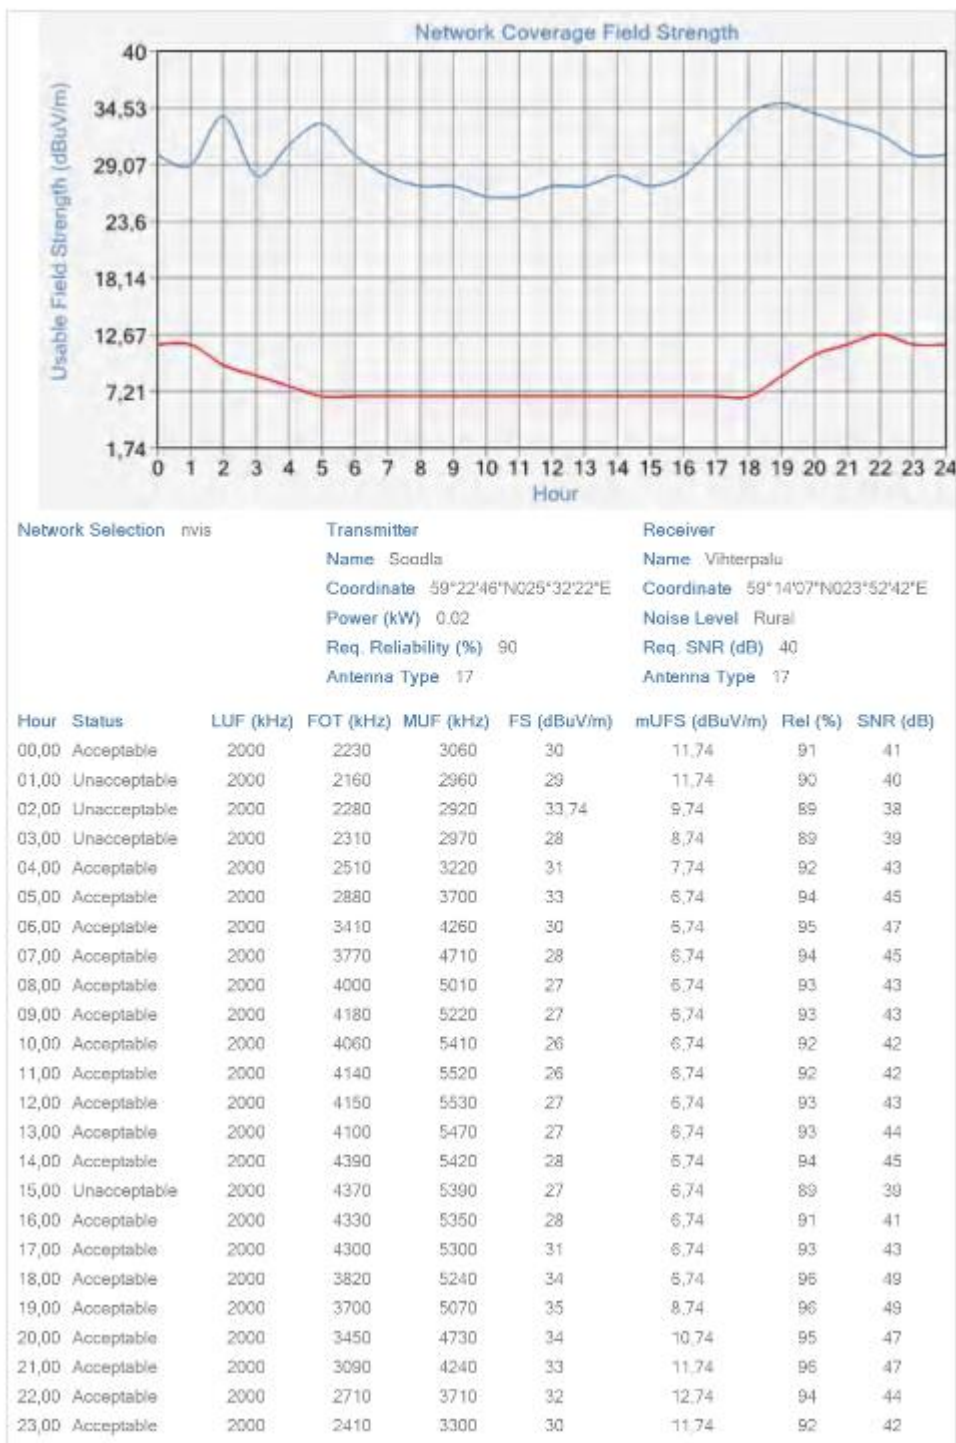 Network Coverage Field Strength
Usable Field Strength (dBuV/m)
40
34,53
29,07
23,6
18,14
12,67
7,21
1,74
0 1 2 3 4 5 6 7 8 9 10 11 12 13 14 15 16 17 18 19 20 21 22 23 24
Hour
Network Selection nvis Transmitter Receiver
Name Soodla Name Vihterpalu
Coordinate 59°22'46"N025°32'22"E Coordinate 59°14'07"N023°52'42"E
Power (kW) 0.02 Noise Level Rural
Req. Reliability (%) 90 Req. SNR (dB) 40
Antenna Type 17 Antenna Type 17
Hour Status LUF (kHz) FOT (kHz) MUF (kHz) FS (dBuV/m) mUFS (dBuV/m) Rel (%) SNR (dB)
00,00 Acceptable 2000 2230 3060 30 11,74 91 41
01,00 Unacceptable 2000 2160 2960 29 11,74 90 40
02,00 Unacceptable 2000 2280 2920 33,74 9,74 89 38
03,00 Unacceptable 2000 2310 2970 28 8,74 89 39
04,00 Acceptable 2000 2510 3220 31 7,74 92 43
05,00 Acceptable 2000 2880 3700 33 6,74 94 45
06,00 Acceptable 2000 3410 4260 30 6,74 95 47
07,00 Acceptable 2000 3770 4710 28 6,74 94 45
08,00 Acceptable 2000 4000 5010 27 6,74 93 43
09,00 Acceptable 2000 4180 5220 27 6,74 93 43
10,00 Acceptable 2000 4060 5410 26 6,74 92 42
11,00 Acceptable 2000 4140 5520 26 6,74 92 42
12,00 Acceptable 2000 4150 5530 27 6,74 93 43
13,00 Acceptable 2000 4100 5470 27 6,74 93 44
14,00 Acceptable 2000 4390 5420 28 6,74 94 45
15,00 Unacceptable 2000 4370 5390 27 6,74 89 39
16,00 Acceptable 2000 4330 5350 28 6,74 91 41
17,00 Acceptable 2000 4300 5300 31 6,74 93 43
18,00 Acceptable 2000 3820 5240 34 6,74 96 49
19,00 Acceptable 2000 3700 5070 35 8,74 96 49
20,00 Acceptable 2000 3450 4730 34 10,74 95 47
21,00 Acceptable 2000 3090 4240 33 11,74 96 47
22,00 Acceptable 2000 2710 3710 32 12,74 94 44
23,00 Acceptable 2000 2410 3300 30 11,74 92 42